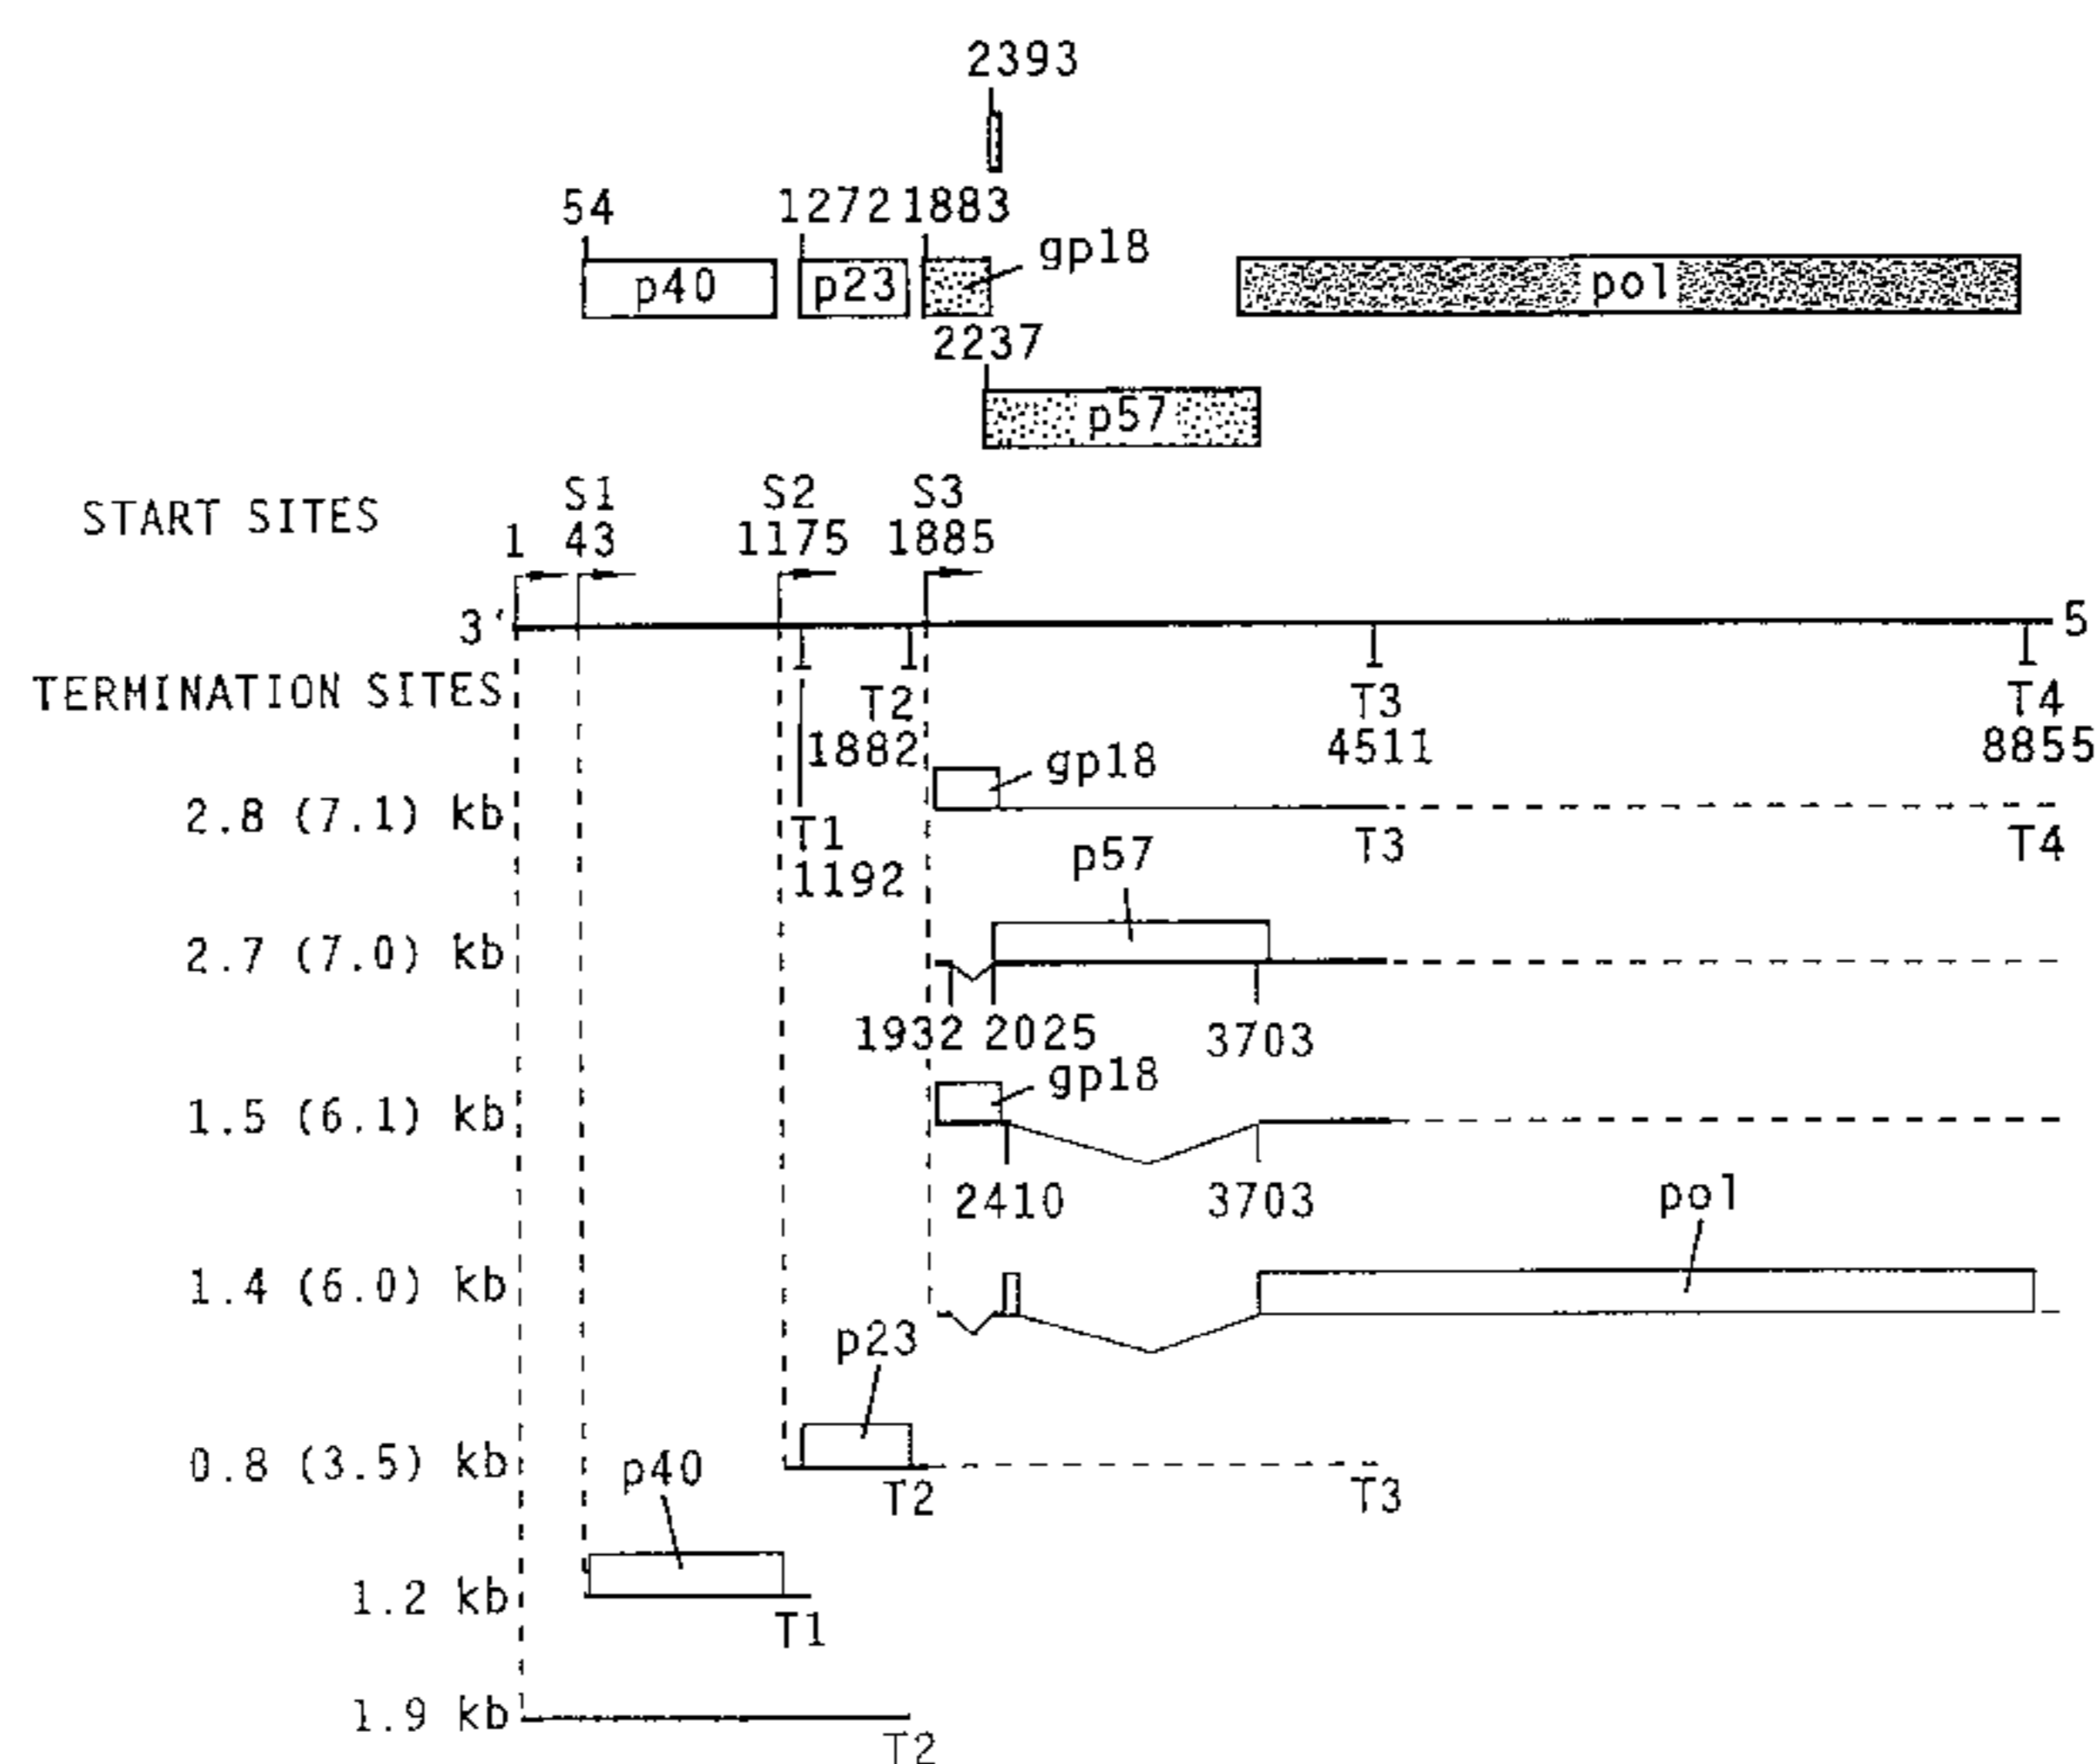 2393
54 1272 1883 gp18
p40 p23 pol
2237
p57
START SITES
S1 S2 S3
1 43 1175 1885
3' 5
TERMINATION SITES
T2 T3 T4
1882 4511 8855
gp18
2.8 (7.1) kb
T1 T3 T4
1192
p57
2.7 (7.0) kb
1932 2025 3703
gp18
1.5 (6.1) kb
2410 3703
pol
1.4 (6.0) kb
p23
0.8 (3.5) kb
T2 T3
p40
1.2 kb
T1
1.9 kb
T2